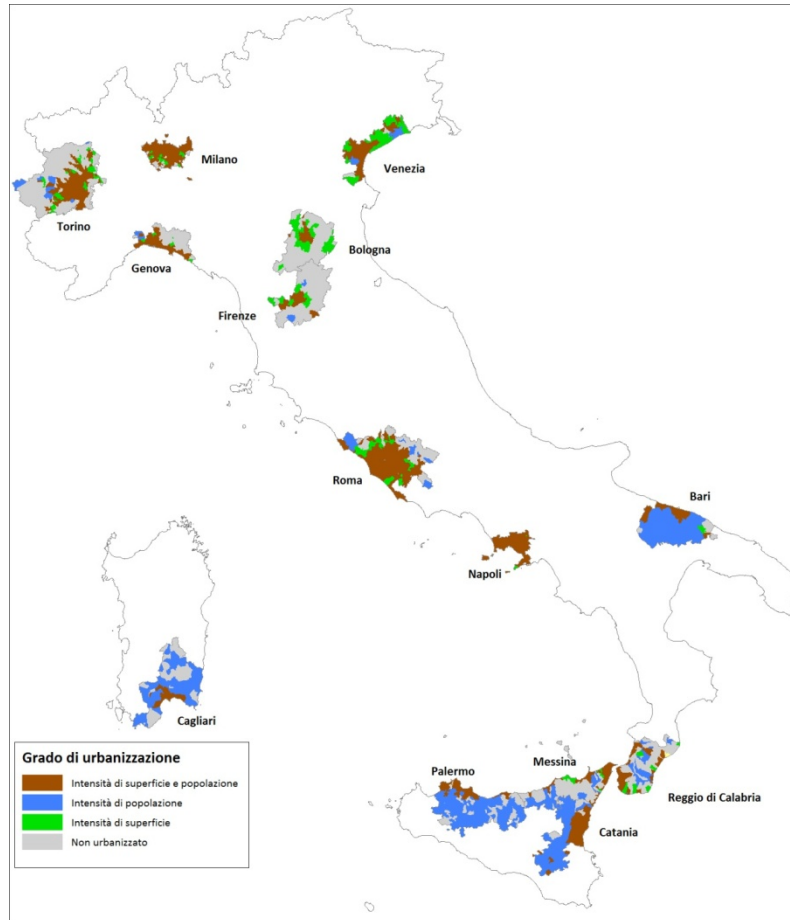 Milano
Venezia
Torino
Bologna
Genova
Firenze
Roma
Bari
Napoli
Cagliari
Grado di urbanizzazione
Intensità di superficie e popolazione
Intensità di popolazione
Intensità di superficie
Non urbanizzato
Messina
Palermo
Reggio di Calabria
Catania